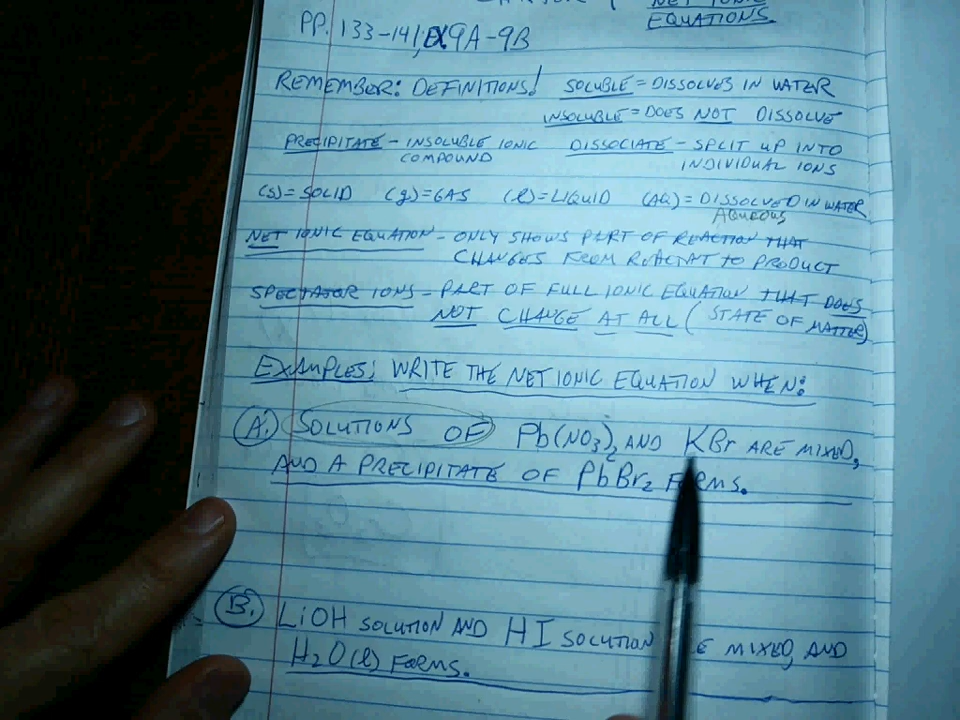 NET IONIC
EQUATIONS
PP. 133-141; EX 9A-9B
REMEMBER: DEFINITIONS! SOLUBLE = DISSOLVES IN WATER
INSOLUBLE = DOES NOT DISSOLVE
PRECIPITATE - INSOLUBLE IONIC COMPOUND
DISSOCIATE - SPLIT UP INTO INDIVIDUAL IONS
(s) = SOLID (g) = GAS (l) = LIQUID (AQ) = DISSOLVED IN WATER
AQUEOUS
NET IONIC EQUATION - ONLY SHOWS PART OF REACTION THAT
CHANGES FROM REACTAT TO PRODUCT
SPECTATOR IONS - PART OF FULL IONIC EQUATION THAT DOES
NOT CHANGE AT ALL (STATE OF MATTER)
EXAMPLES: WRITE THE NET IONIC EQUATION WHEN:
A. SOLUTIONS OF Pb(NO3)2 AND KBr ARE MIXED,
AND A PRECIPITATE OF PbBr2 FORMS.
B. LiOH SOLUTION AND HI SOLUTION MIXED, AND
H2O(l) FORMS.